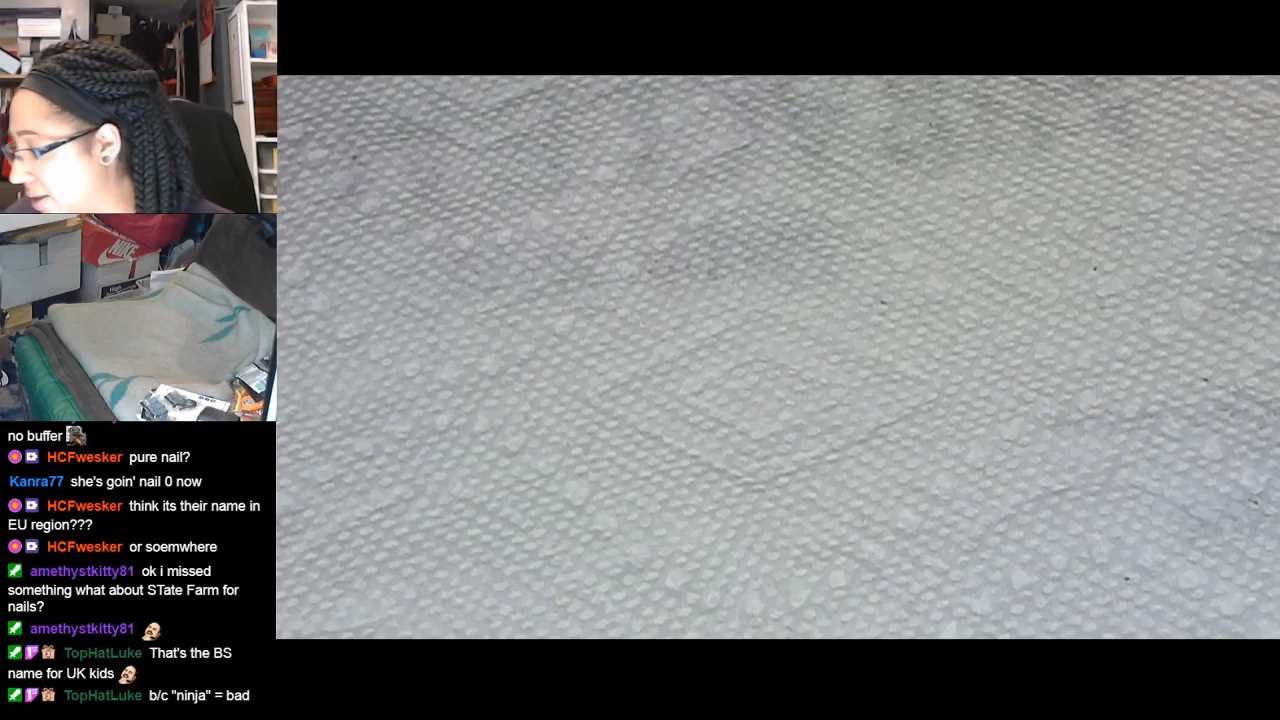 NIKE
High
no buffer
HCFwesker pure nail?
Kanra77 she's goin' nail 0 now
HCFwesker think its their name in
EU region???
HCFwesker or soemwhere
amethystkitty81 ok i missed
something what about STate Farm for
nails?
amethystkitty81
TopHatLuke That's the BS
name for UK kids
TopHatLuke b/c "ninja" = bad